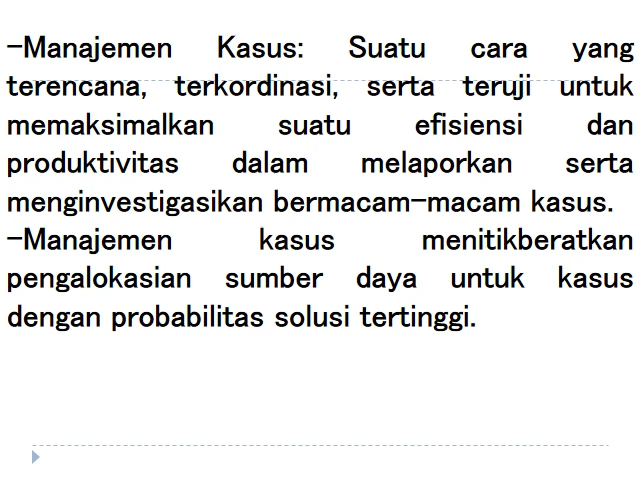 –Manajemen Kasus: Suatu cara yang
terencana, terkordinasi, serta teruji untuk
memaksimalkan suatu efisiensi dan
produktivitas dalam melaporkan serta
menginvestigasikan bermacam–macam kasus.
–Manajemen kasus menitikberatkan
pengalokasian sumber daya untuk kasus
dengan probabilitas solusi tertinggi.